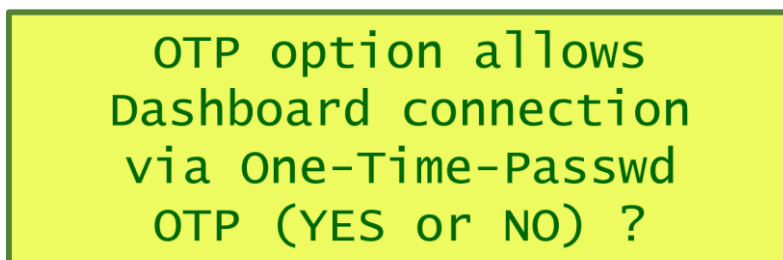 OTP option allows
Dashboard connection
via One-Time-Passwd
OTP (YES or NO) ?